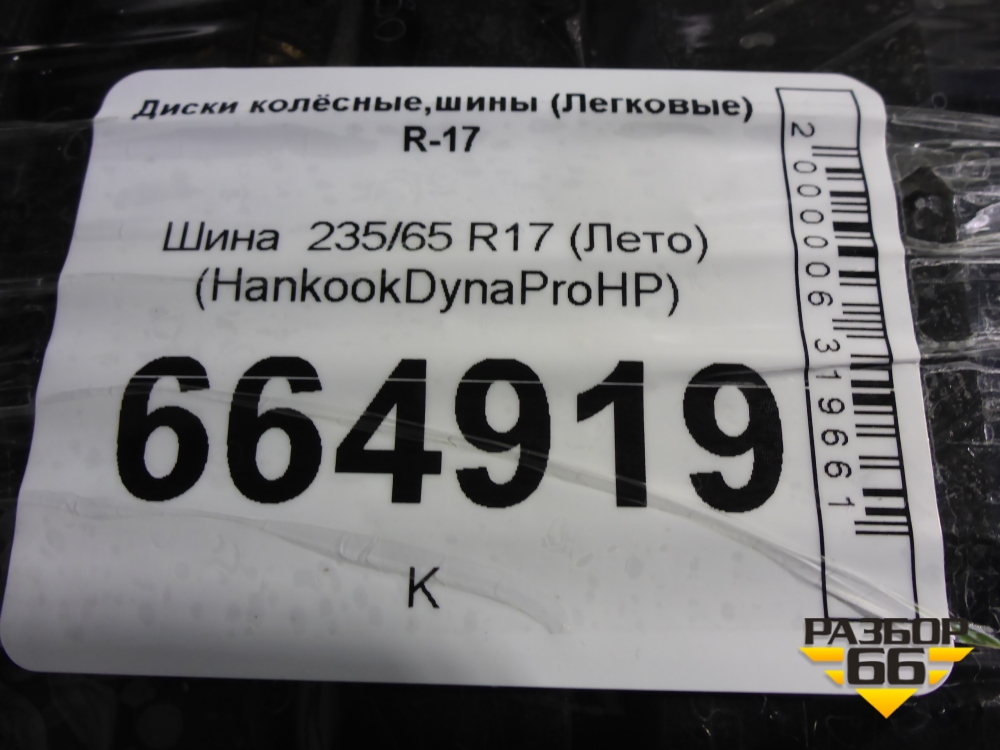 Диски колёсные,шины (Легковые)
R-17
Шина 235/65 R17 (Лето)
(HankookDynaProHP)
664919
K
2000006319661
РАЗБОР
66